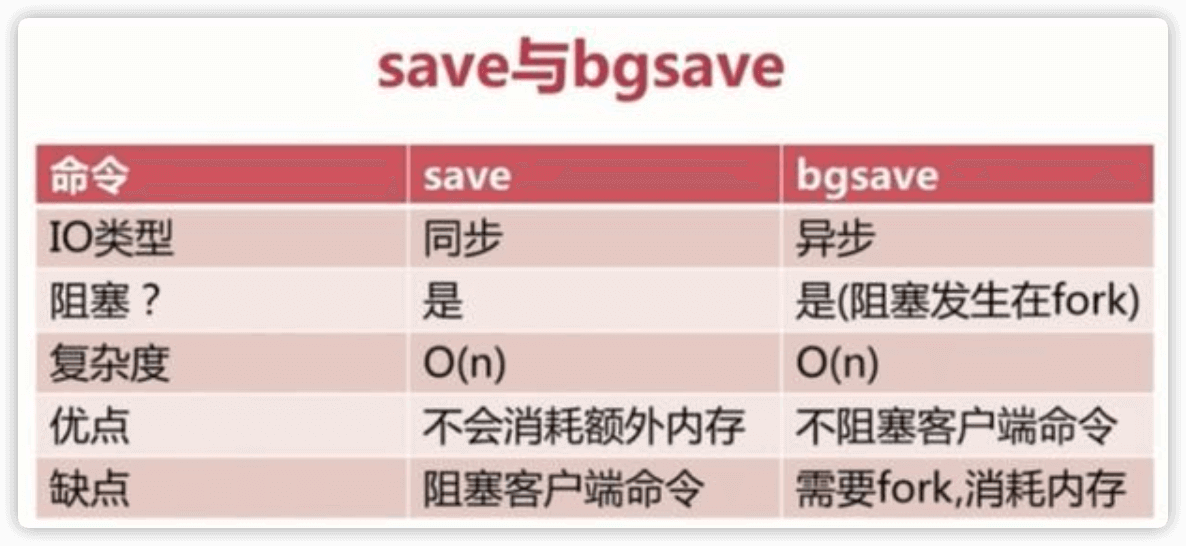 save与bgsave
命令 save bgsave
IO类型 同步 异步
阻塞？ 是 是(阻塞发生在fork)
复杂度 O(n) O(n)
优点 不会消耗额外内存 不阻塞客户端命令
缺点 阻塞客户端命令 需要fork,消耗内存